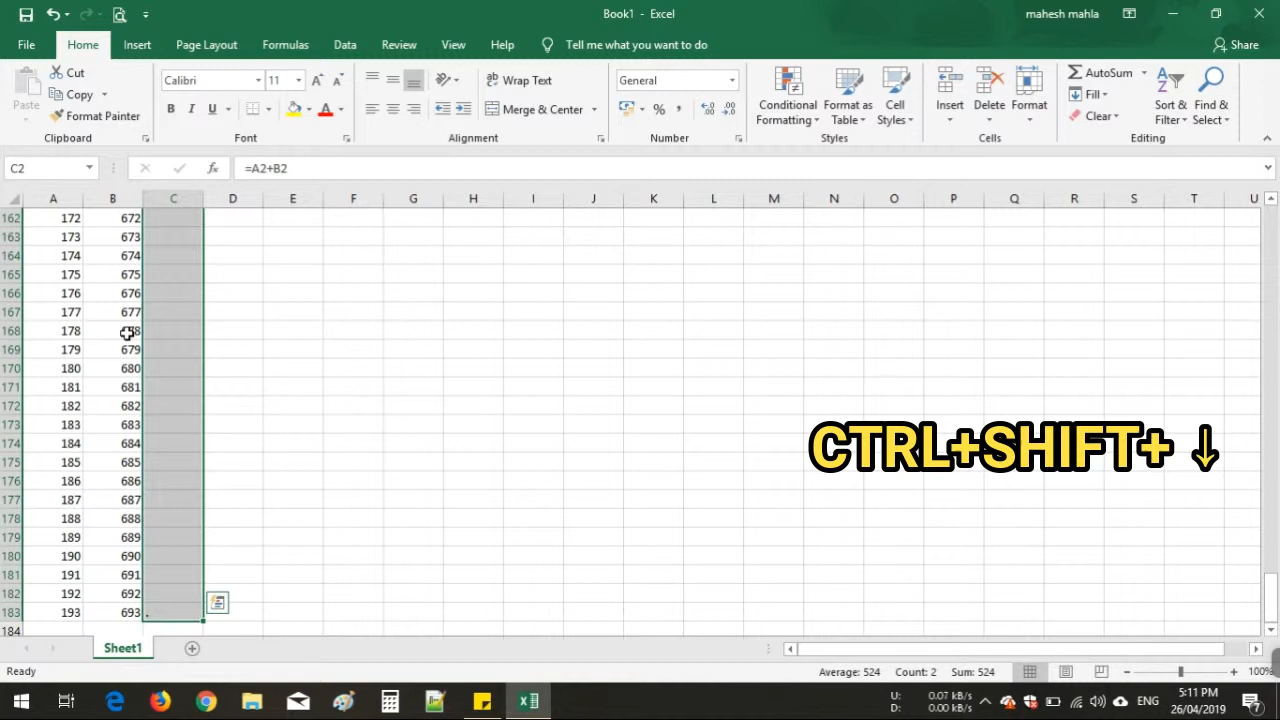 Book1 - Excel
mahesh mahla
File Home Insert Page Layout Formulas Data Review View Help Tell me what you want to do Share
Paste
Cut
Copy
Format Painter
Clipboard
Calibri 11
B I U
Font
Wrap Text
Merge & Center
Alignment
General
%
Number
Conditional Formatting
Format as Table
Cell Styles
Styles
Insert
Delete
Format
Cells
AutoSum
Fill
Clear
Sort & Filter
Find & Select
Editing
C2 fx =A2+B2
A B C D E F G H I J K L M N O P Q R S T U
162 172 672
163 173 673
164 174 674
165 175 675
166 176 676
167 177 677
168 178
169 179 679
170 180 680
171 181 681
172 182 682
173 183 683
174 184 684
175 185 685
176 186 686
177 187 687
178 188 688
179 189 689
180 190 690
181 191 691
182 192 692
183 193 693 .
184
CTRL+SHIFT+ ↓
Sheet1
Ready Average: 524 Count: 2 Sum: 524 100%
U: 0.07 kB/s
D: 0.00 kB/s
ENG
5:11 PM
26/04/2019